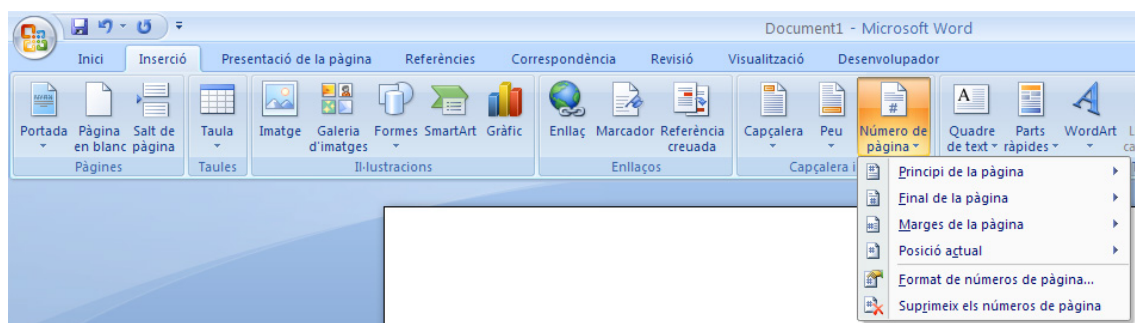 Document1 - Microsoft Word
Inici Inserció Presentació de la pàgina Referències Correspondència Revisió Visualització Desenvolupador
Portada Pàgina Salt de Taula Imatge Galeria Formes SmartArt Gràfic Enllaç Marcador Referència Capçalera Peu Número de Quadre Parts WordArt
en blanc pàgina d'imatges creuada pàgina de text ràpides
Pàgines Taules Il·lustracions Enllaços Capçalera i
Principi de la pàgina
Final de la pàgina
Marges de la pàgina
Posició actual
Format de números de pàgina...
Suprimeix els números de pàgina